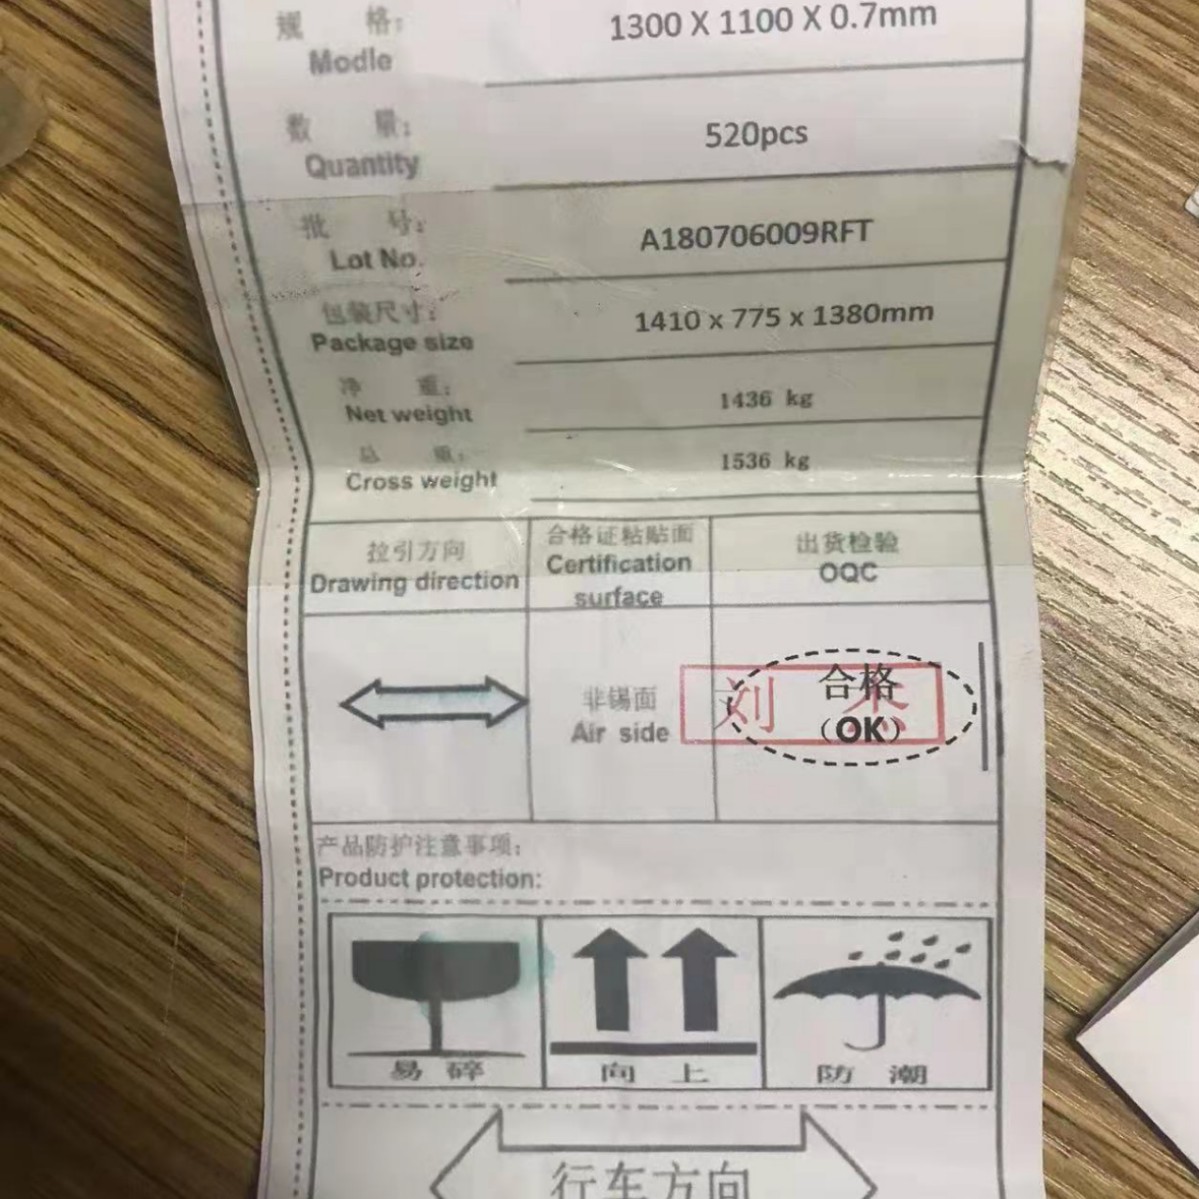 规 格: 1300 X 1100 X 0.7mm
Modle
数 量: 520pcs
Quantity
批 号: A180706009RFT
Lot No.
包装尺寸: 1410 x 775 x 1380mm
Package size
净 重: 1436 kg
Net weight
总 重: 1536 kg
Cross weight
拉引方向
Drawing direction
合格证粘贴面
Certification
surface
出货检验
OQC
非锡面
Air side
刘
合格
(OK)
产品防护注意事项:
Product protection:
易碎
向上
防潮
行车方向